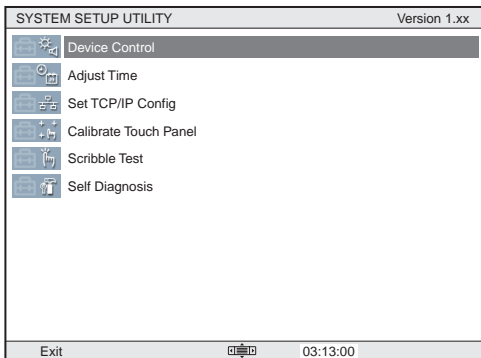 SYSTEM SETUP UTILITY Version 1.xx
Device Control
Adjust Time
Set TCP/IP Config
Calibrate Touch Panel
Scribble Test
Self Diagnosis
Exit 03:13:00